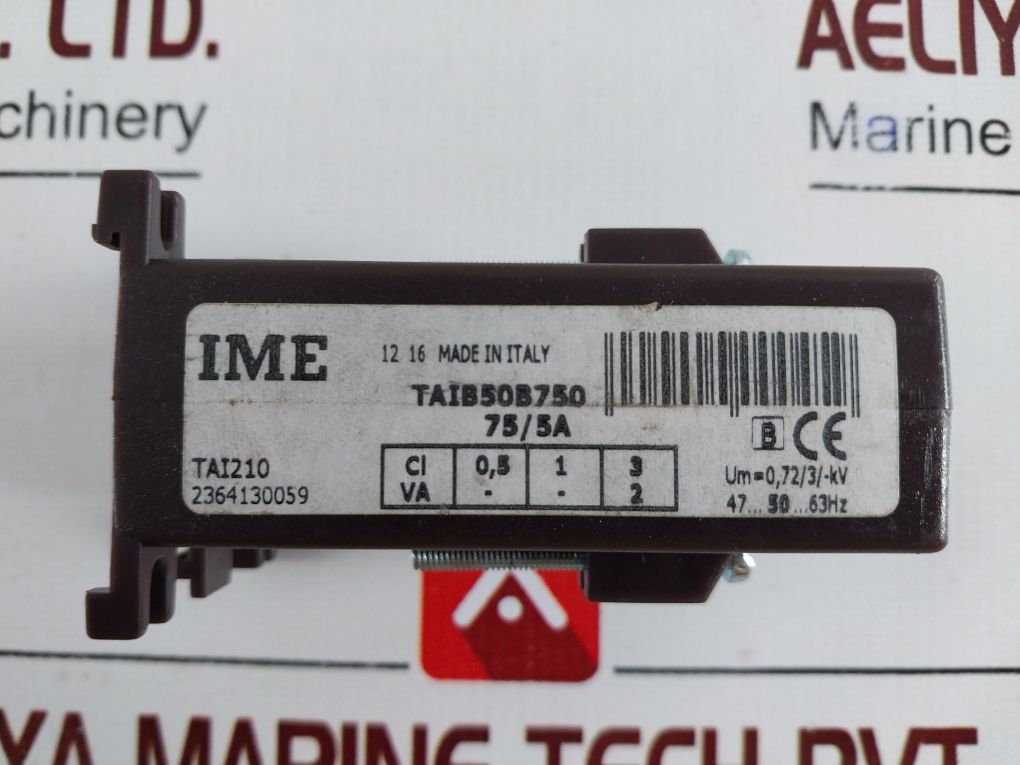 . LTD.
AELIY
chinery
Marine
IME
12 16 MADE IN ITALY
TAIB50B750
75/5A
B CE
TAI210
2364130059
Cl 0,5 1 3
VA - - 2
Um=0,72/3/-kV
47... 50 ...63Hz
YA MARINE TECH PVT